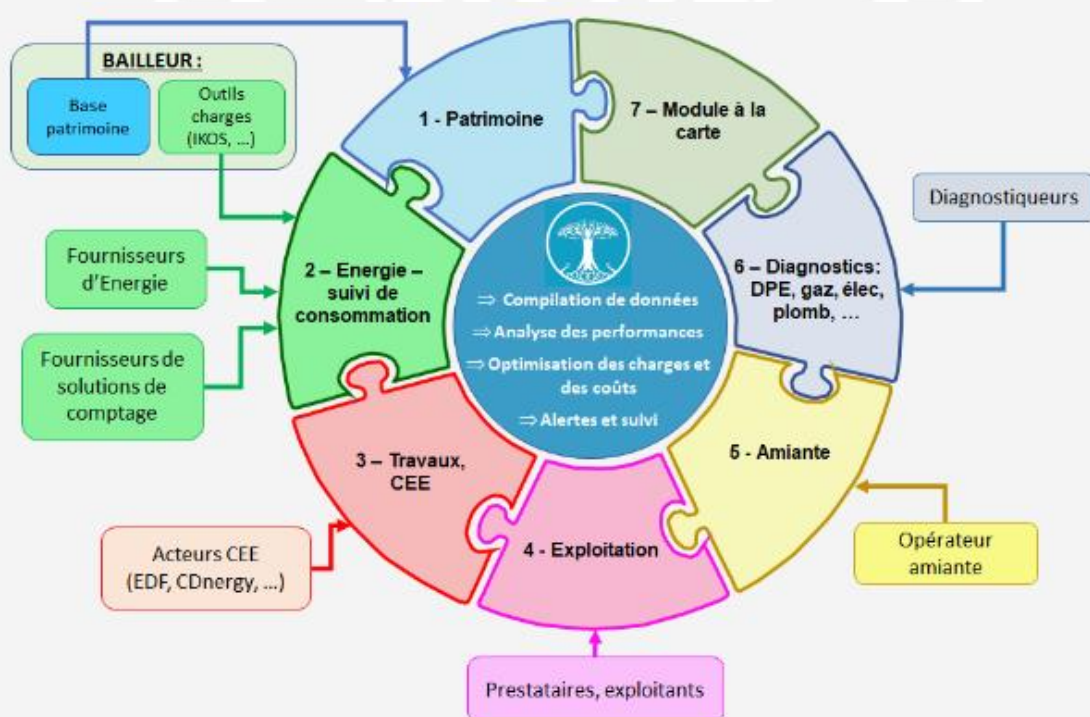 BAILLEUR :
Base
patrimoine
Outils
charges
(IKOS, ...)
1 - Patrimoine
7 – Module à la
carte
Diagnostiqueurs
Fournisseurs
d'Energie
2 – Energie –
suivi de
consommation
6 – Diagnostics:
DPE, gaz, élec,
plomb, ...
⇒ Compilation de données
⇒ Analyse des performances
⇒ Optimisation des charges et
des coûts
⇒ Alertes et suivi
Fournisseurs de
solutions de
comptage
3 – Travaux,
CEE
5 - Amiante
4 - Exploitation
Acteurs CEE
(EDF, CDnergy, ...)
Opérateur
amiante
Prestataires, exploitants